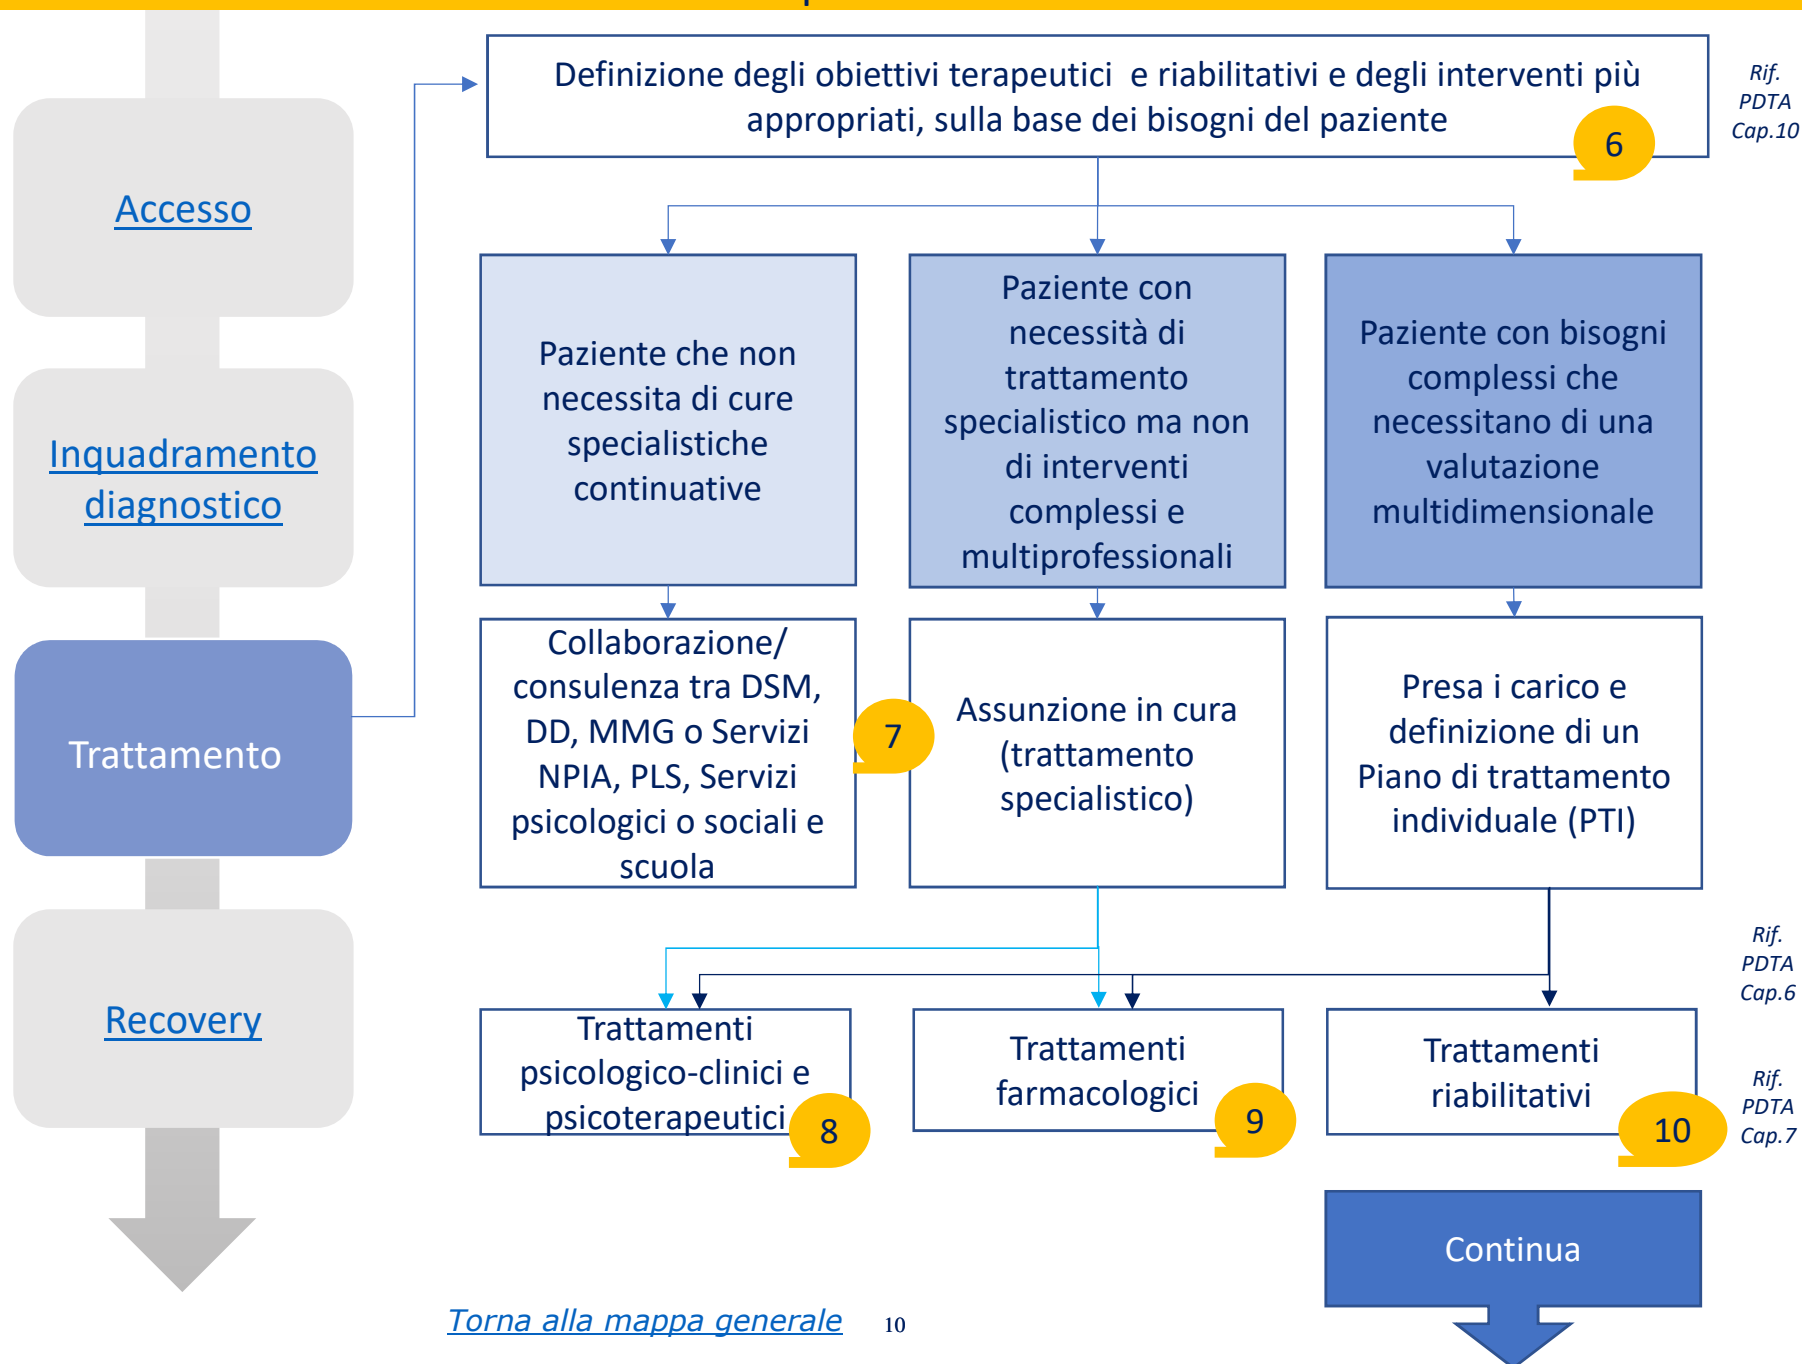 Definizione degli obiettivi terapeutici e riabilitativi e degli interventi più
appropriati, sulla base dei bisogni del paziente
6
Rif.
PDTA
Cap.10
Accesso
Inquadramento
diagnostico
Trattamento
Recovery
Paziente che non
necessita di cure
specialistiche
continuative
Paziente con
necessità di
trattamento
specialistico ma non
di interventi
complessi e
multiprofessionali
Paziente con bisogni
complessi che
necessitano di una
valutazione
multidimensionale
Collaborazione/
consulenza tra DSM,
DD, MMG o Servizi
NPIA, PLS, Servizi
psicologici o sociali e
scuola
7
Assunzione in cura
(trattamento
specialistico)
Presa i carico e
definizione di un
Piano di trattamento
individuale (PTI)
Rif.
PDTA
Cap.6
Trattamenti
psicologico-clinici e
psicoterapeutici
8
Trattamenti
farmacologici
9
Trattamenti
riabilitativi
10
Rif.
PDTA
Cap.7
Continua
Torna alla mappa generale
10